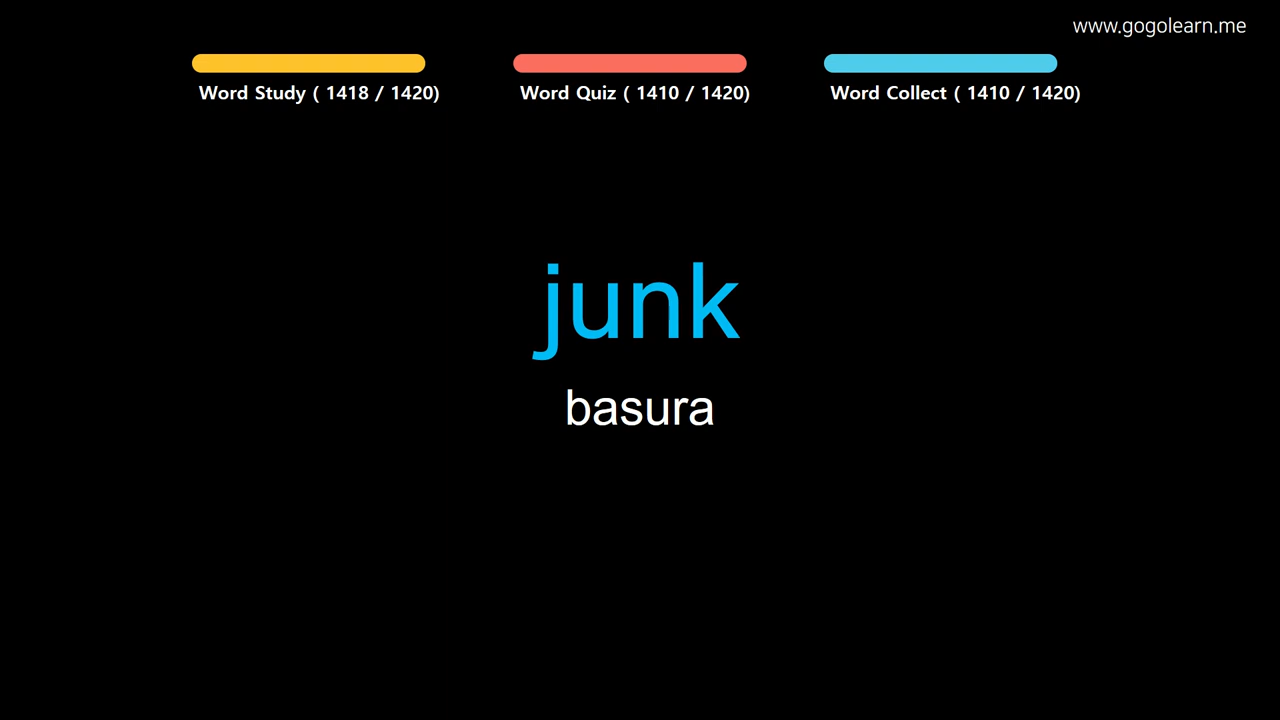 www.gogolearn.me
Word Study ( 1418 / 1420)
Word Quiz ( 1410 / 1420)
Word Collect ( 1410 / 1420)
junk
basura